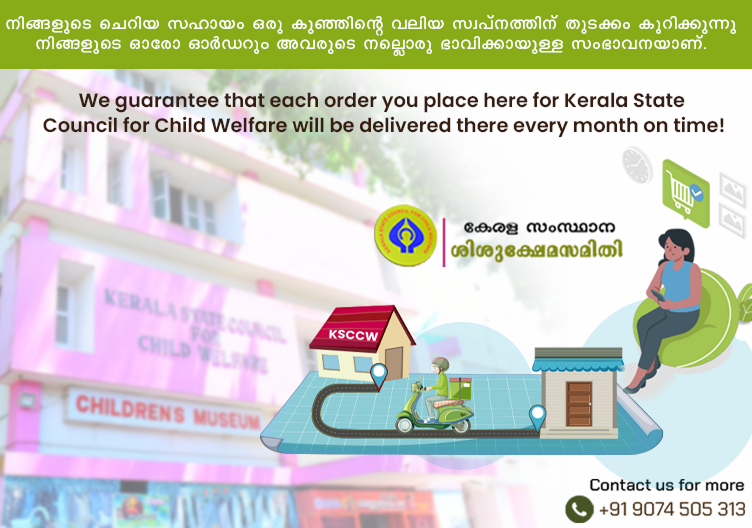 നിങ്ങളുടെ ചെറിയ സഹായം ഒരു കുഞ്ഞിന്റെ വലിയ സ്വപ്നത്തിന് തുടക്കം കുറിക്കുന്നു
നിങ്ങളുടെ ഓരോ ഓർഡറും അവരുടെ നല്ലൊരു ഭാവിക്കായുള്ള സംഭാവനയാണ്.
We guarantee that each order you place here for Kerala State
Council for Child Welfare will be delivered there every month on time!
കേരള സംസ്ഥാന
ശിശുക്ഷേമസമിതി
KERALA STATE COUNCIL
FOR
CHILD WELFARE
KSCCW
CHILDREN'S MUSEUM
Contact us for more
+91 9074 505 313